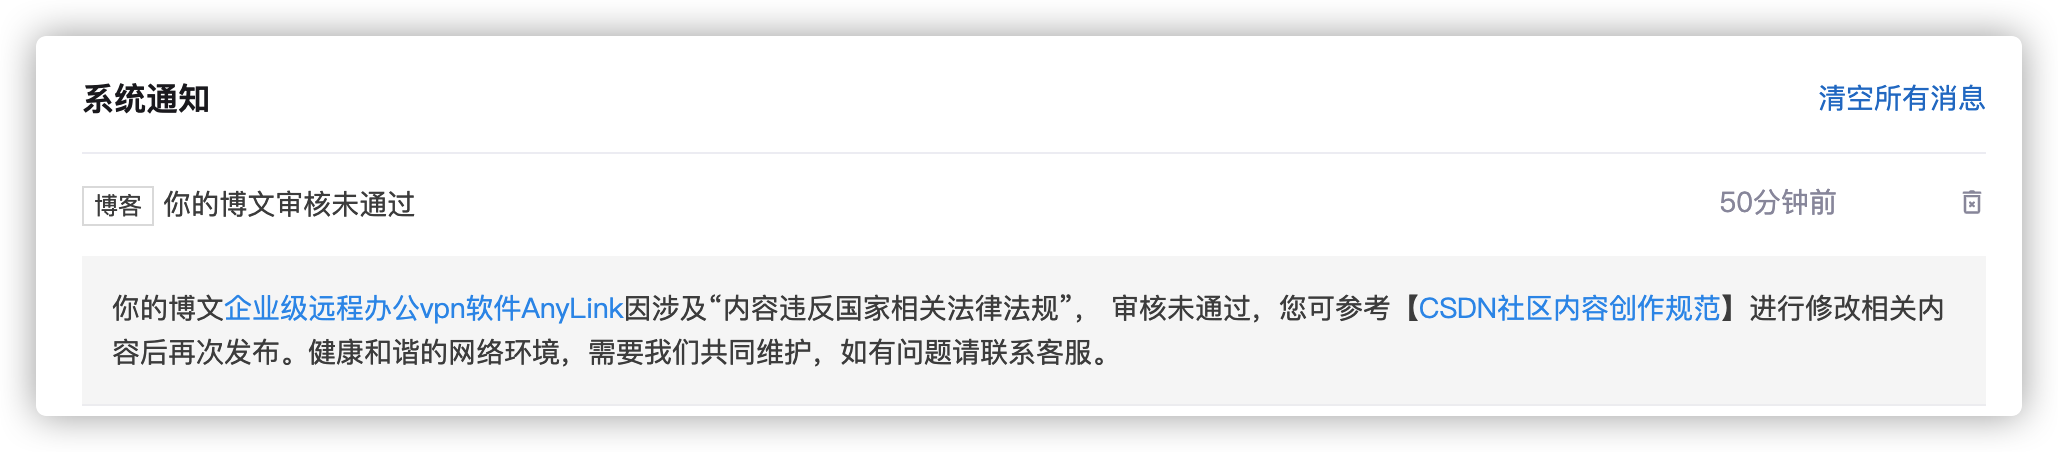 系统通知
清空所有消息
博客 你的博文审核未通过
50分钟前
你的博文企业级远程办公vpn软件AnyLink因涉及“内容违反国家相关法律法规”， 审核未通过，您可参考【CSDN社区内容创作规范】进行修改相关内
容后再次发布。健康和谐的网络环境，需要我们共同维护，如有问题请联系客服。